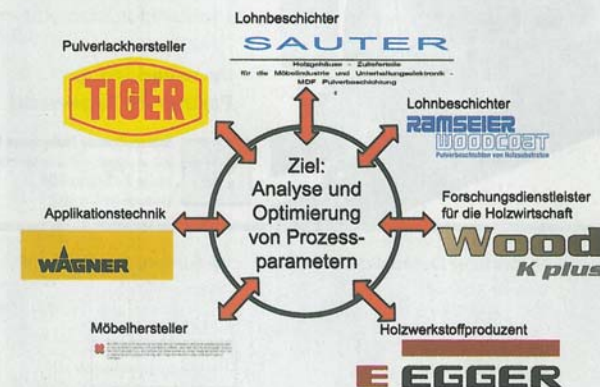 Lohnbeschichter
SAUTER
Holzgehäuse - Zulieferteile
für die Möbelindustrie und Unterhaltungselektronik -
MDF Pulverbeschichtung
Pulverlackhersteller
TIGER
Lohnbeschichter
RAMSEIER
WOODCOAT
Pulverbeschichten von Holzsubstraten
Ziel:
Analyse und
Optimierung
von Prozess-
parametern
Applikationstechnik
WAGNER
Forschungsdienstleister
für die Holzwirtschaft
Wood
K plus
Möbelhersteller
Holzwerkstoffproduzent
E EGGER